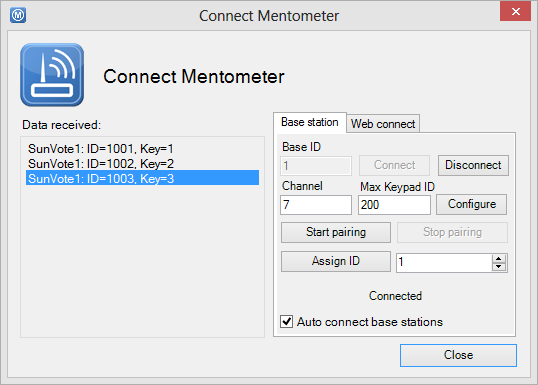 M
Connect Mentometer
Connect Mentometer
Data received:
SunVote1: ID=1001, Key=1
SunVote1: ID=1002, Key=2
SunVote1: ID=1003, Key=3
Base station Web connect
Base ID
1 Connect Disconnect
Channel Max Keypad ID
7 200 Configure
Start pairing Stop pairing
Assign ID 1
Connected
Auto connect base stations
Close